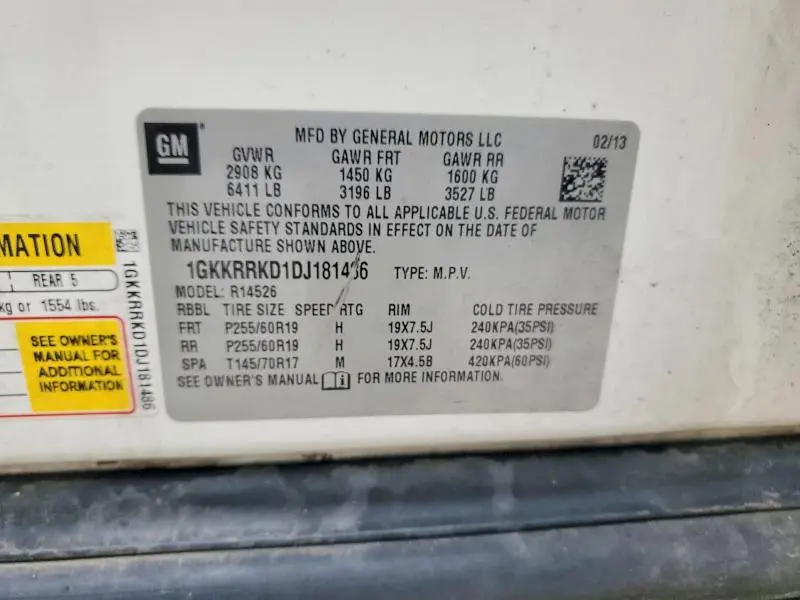 GM
MFD BY GENERAL MOTORS LLC 02/13
GVWR GAWR FRT GAWR RR
2908 KG 1450 KG 1600 KG
6411 LB 3196 LB 3527 LB
THIS VEHICLE CONFORMS TO ALL APPLICABLE U.S. FEDERAL MOTOR
VEHICLE SAFETY STANDARDS IN EFFECT ON THE DATE OF
MANUFACTURE SHOWN ABOVE.
1GKKRRKD1DJ181486 TYPE: M.P.V.
MODEL: R14526
RBBL TIRE SIZE SPEED RTG RIM COLD TIRE PRESSURE
FRT P255/60R19 H 19X7.5J 240KPA(35PSI)
RR P255/60R19 H 19X7.5J 240KPA(35PSI)
SPA T145/70R17 M 17X4.5B 420KPA(60PSI)
SEE OWNER'S MANUAL FOR MORE INFORMATION.
MATION
REAR 5
kg or 1554 lbs.
SEE OWNER'S
MANUAL FOR
ADDITIONAL
INFORMATION
1GKKRRKD1DJ181486